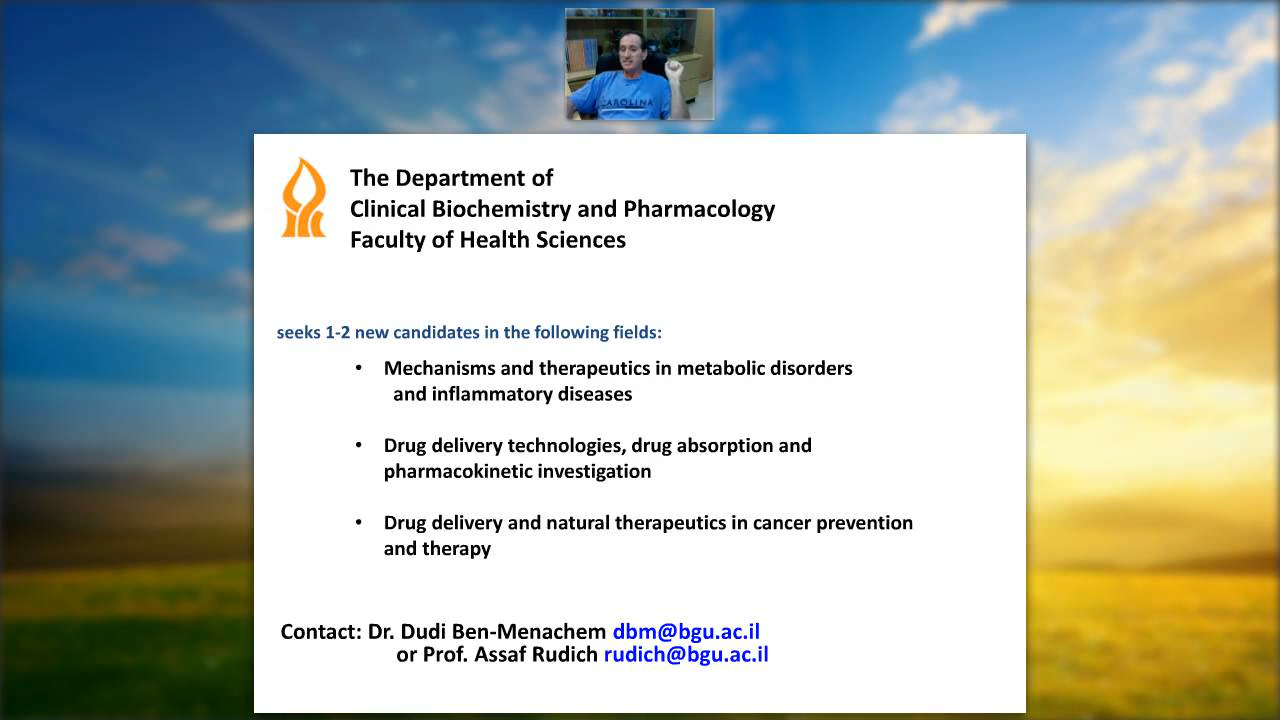 CAROLINA
The Department of
Clinical Biochemistry and Pharmacology
Faculty of Health Sciences
seeks 1-2 new candidates in the following fields:
• Mechanisms and therapeutics in metabolic disorders
and inflammatory diseases
• Drug delivery technologies, drug absorption and
pharmacokinetic investigation
• Drug delivery and natural therapeutics in cancer prevention
and therapy
Contact: Dr. Dudi Ben-Menachem dbm@bgu.ac.il
or Prof. Assaf Rudich rudich@bgu.ac.il